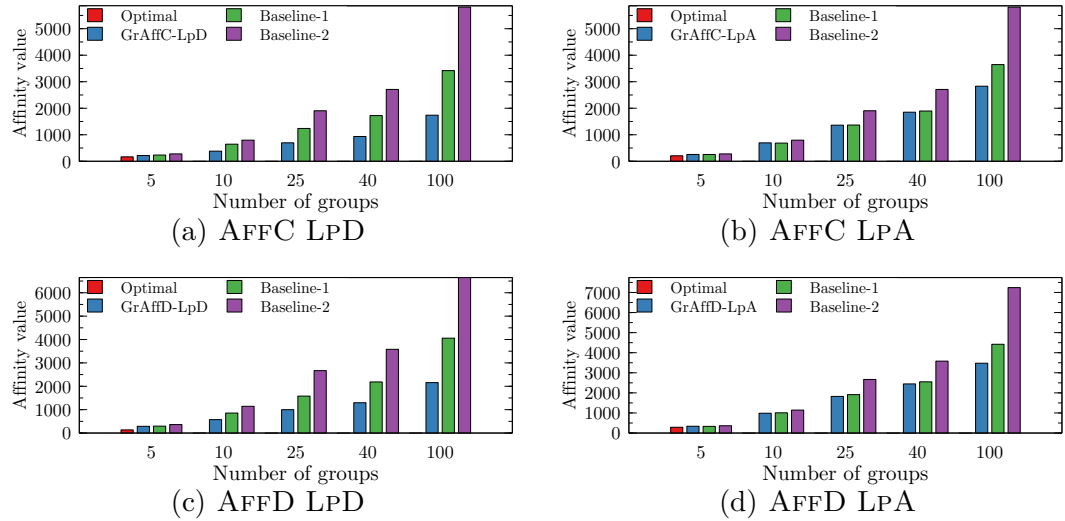 Affinity value
5000
4000
3000
2000
1000
0
Optimal
GrAffC-LpD
Baseline-1
Baseline-2
5 10 25 40 100
Number of groups
(a) AFFC LPD
Affinity value
5000
4000
3000
2000
1000
0
Optimal
GrAffC-LpA
Baseline-1
Baseline-2
5 10 25 40 100
Number of groups
(b) AFFC LPA
Affinity value
6000
5000
4000
3000
2000
1000
0
Optimal
GrAffD-LpD
Baseline-1
Baseline-2
5 10 25 40 100
Number of groups
(c) AFFD LPD
Affinity value
7000
6000
5000
4000
3000
2000
1000
0
Optimal
GrAffD-LpA
Baseline-1
Baseline-2
5 10 25 40 100
Number of groups
(d) AFFD LPA